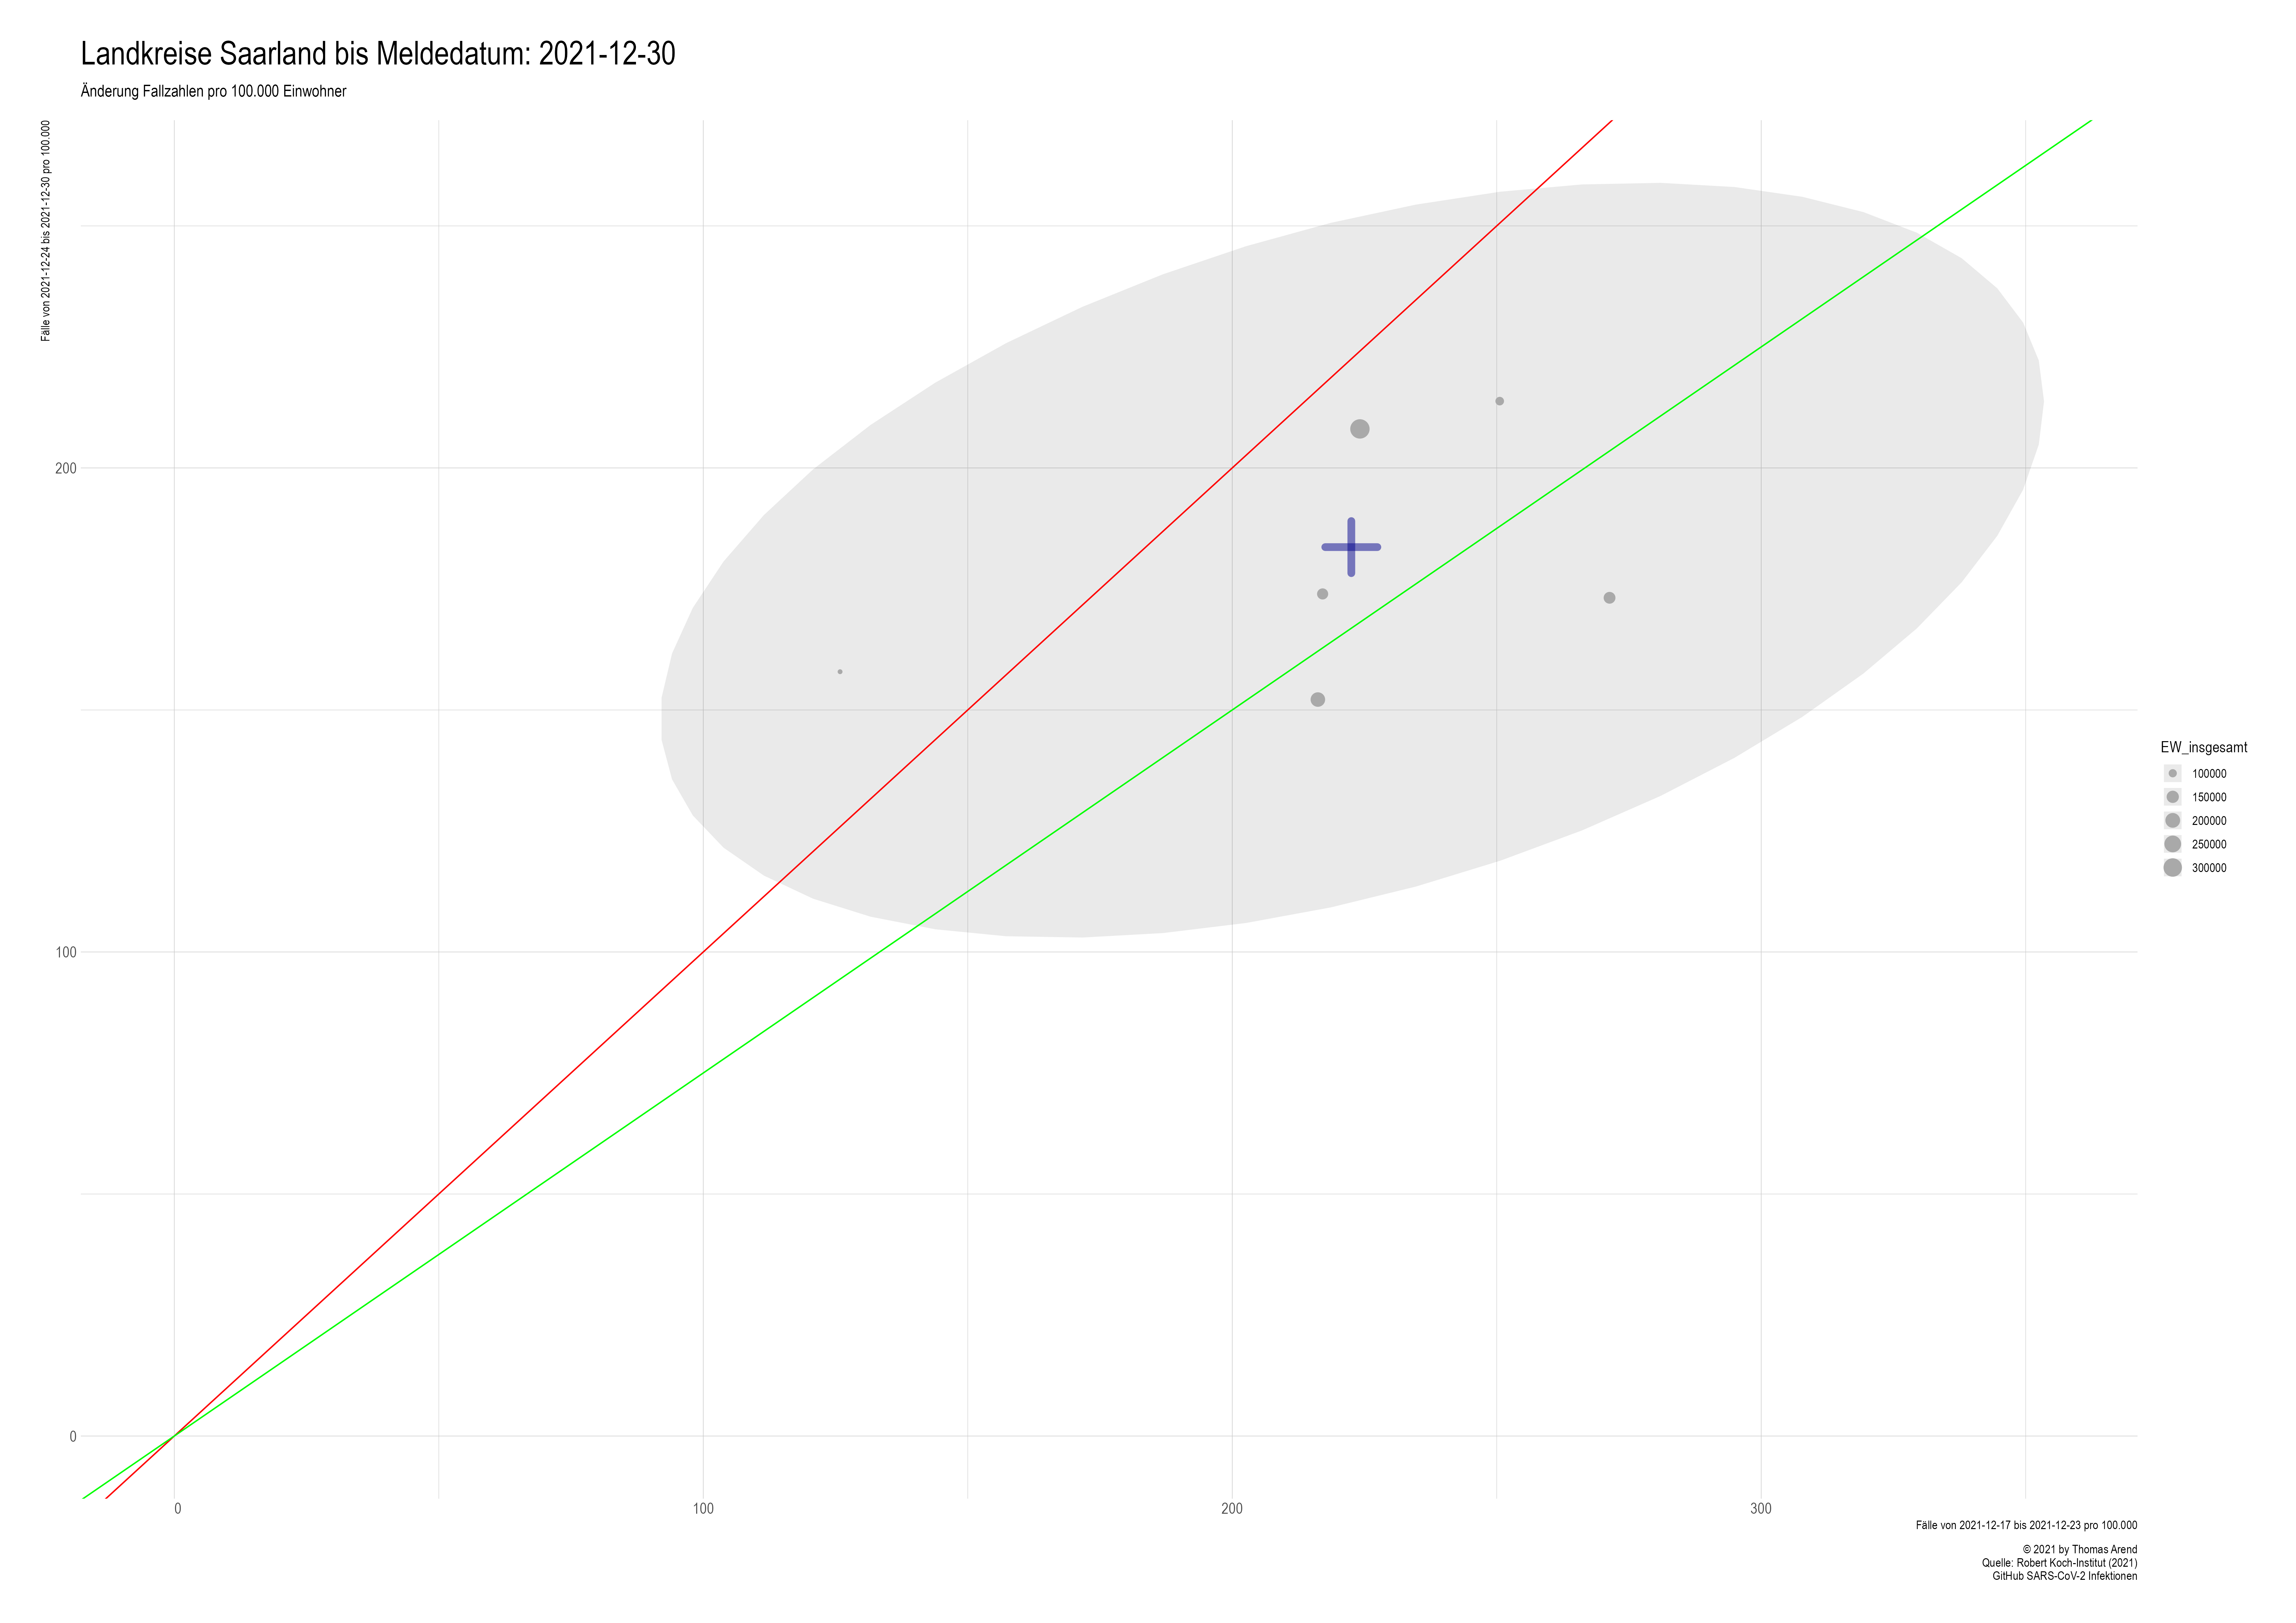 Landkreise Saarland bis Meldedatum: 2021-12-30
Änderung Fallzahlen pro 100.000 Einwohner
Fälle von 2021-12-24 bis 2021-12-30 pro 100.000
200
100
0
0
100
200
300
Fälle von 2021-12-17 bis 2021-12-23 pro 100.000
EW_insgesamt
100000
150000
200000
250000
300000
© 2021 by Thomas Arend
Quelle: Robert Koch-Institut (2021)
GitHub SARS-CoV-2 Infektionen